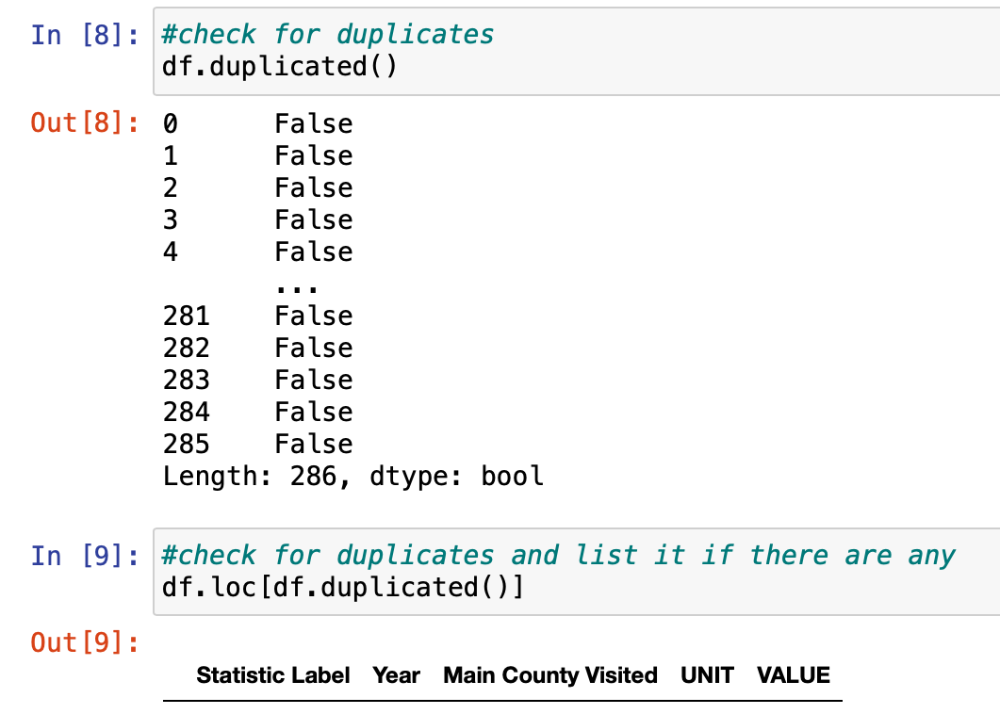 In [8]: #check for duplicates
df.duplicated()
Out[8]: 0 False
1 False
2 False
3 False
4 False
...
281 False
282 False
283 False
284 False
285 False
Length: 286, dtype: bool
In [9]: #check for duplicates and list it if there are any
df.loc[df.duplicated()]
Out[9]:
Statistic Label Year Main County Visited UNIT VALUE